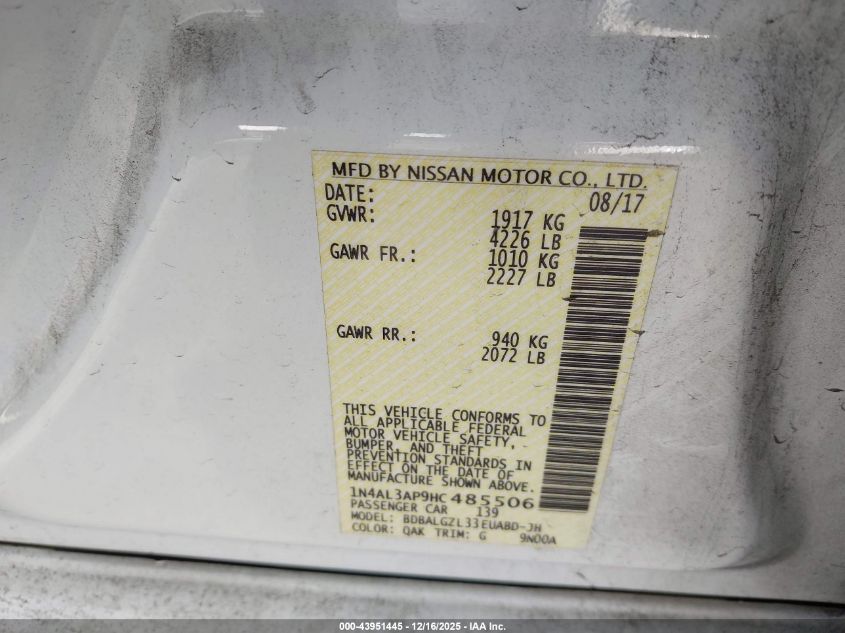 MFD BY NISSAN MOTOR CO., LTD.
DATE: 08/17
GVWR: 1917 KG
4226 LB
GAWR FR.: 1010 KG
2227 LB
GAWR RR.: 940 KG
2072 LB
THIS VEHICLE CONFORMS TO
ALL APPLICABLE FEDERAL
MOTOR VEHICLE SAFETY,
BUMPER, AND THEFT
PREVENTION STANDARDS IN
EFFECT ON THE DATE OF
MANUFACTURE SHOWN ABOVE.
1N4AL3AP9HC485506
PASSENGER CAR 139
MODEL: BDBALGZL33EUABD-JH
COLOR: QAK TRIM: G 9N00A
000-43951445 - 12/16/2025 - IAA Inc.